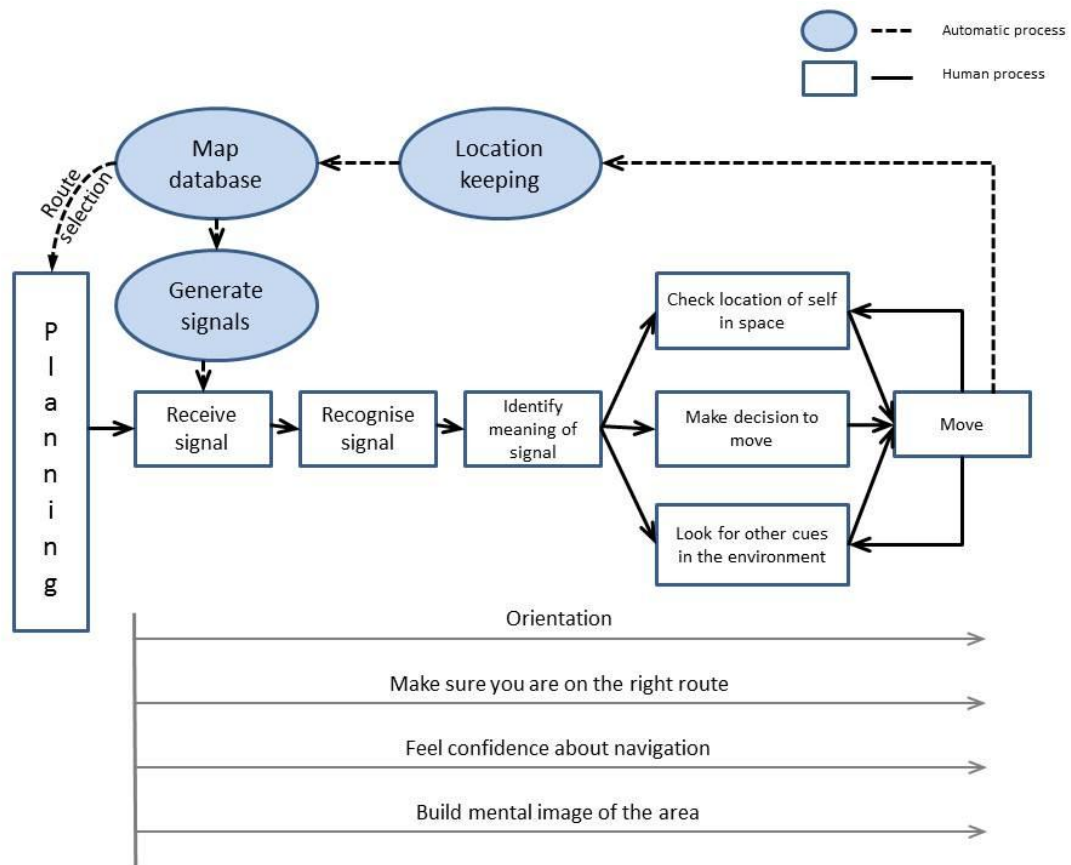 Automatic process
Human process
Map
database
Location
keeping
Route
selection
Generate
signals
Planning
Receive
signal
Recognise
signal
Identify
meaning of
signal
Check location of self
in space
Make decision to
move
Look for other cues
in the environment
Move
Orientation
Make sure you are on the right route
Feel confidence about navigation
Build mental image of the area